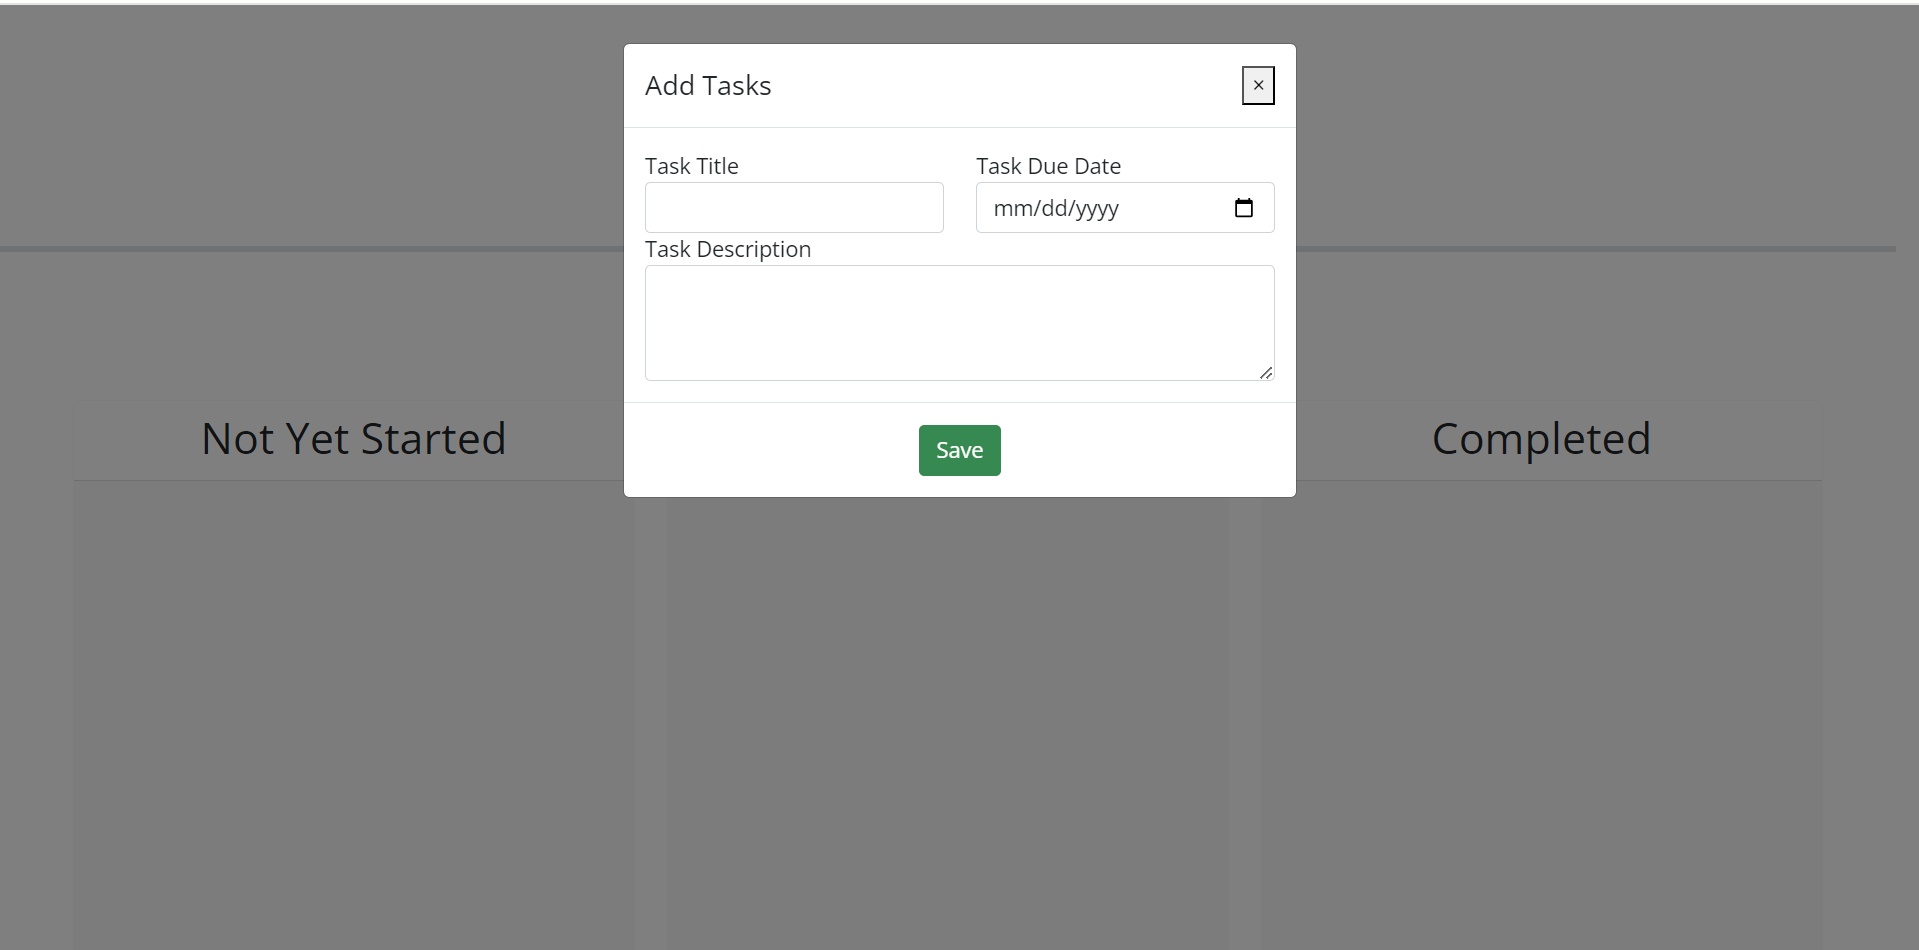 Add Tasks ×
Task Title Task Due Date
mm/dd/yyyy
Task Description
Not Yet Started Completed
Save